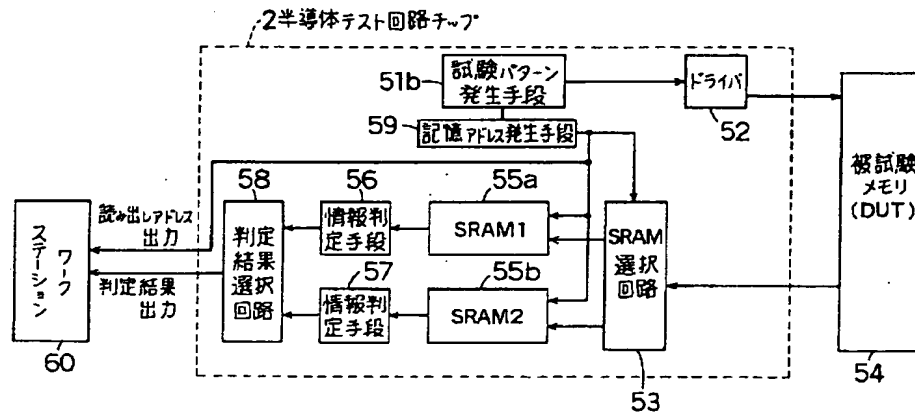 2半導体テスト回路チップ
51b
試験パターン
発生手段
ドライバ
52
59
記憶アドレス発生手段
被試験
メモリ
(DUT)
54
58
判定
結果
選択
回路
56
情報判
定手段
55a
SRAM1
57
情報判
定手段
55b
SRAM2
SRAM
選択
回路
53
読み出しアドレス
出力
判定結果
出力
ワーク
ステーション
60